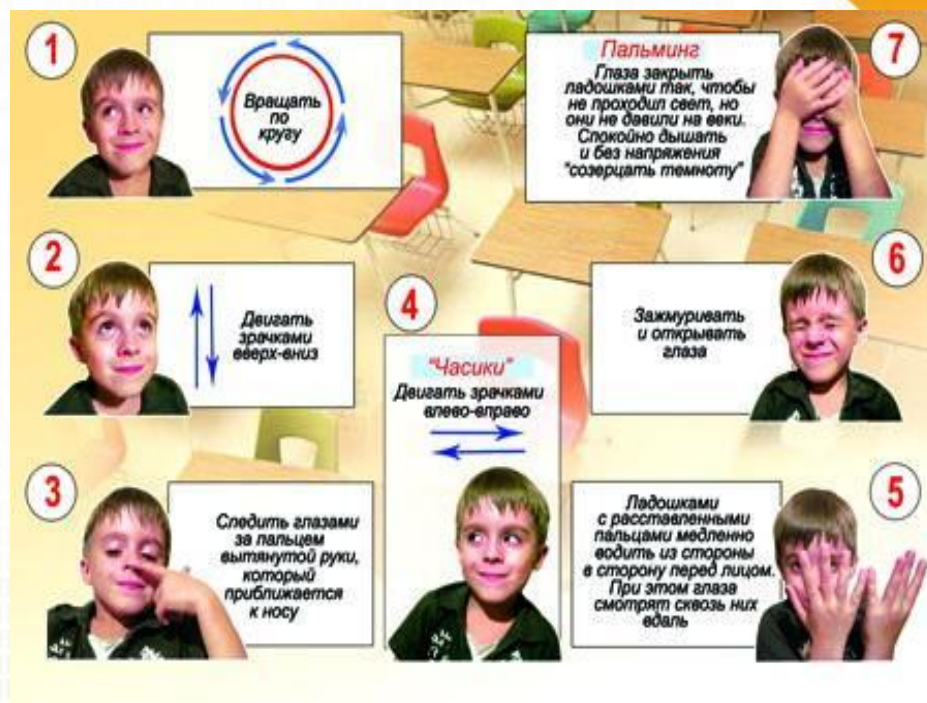 1
Вращать
по
кругу
2
Двигать
зрачками
вверх-вниз
3
Следить глазами
за пальцем
вытянутой руки,
который
приближается
к носу
4
"Часики"
Двигать зрачками
влево-вправо
5
Ладошками
с расставленными
пальцами медленно
водить из стороны
в сторону перед лицом.
При этом глаза
смотрят сквозь них
вдаль
6
Зажмуривать
и открывать
глаза
7
Пальминг
Глаза закрыть
ладошками так, чтобы
не проходил свет, но
они не давили на веки.
Спокойно дышать
и без напряжения
"созерцать темноту"